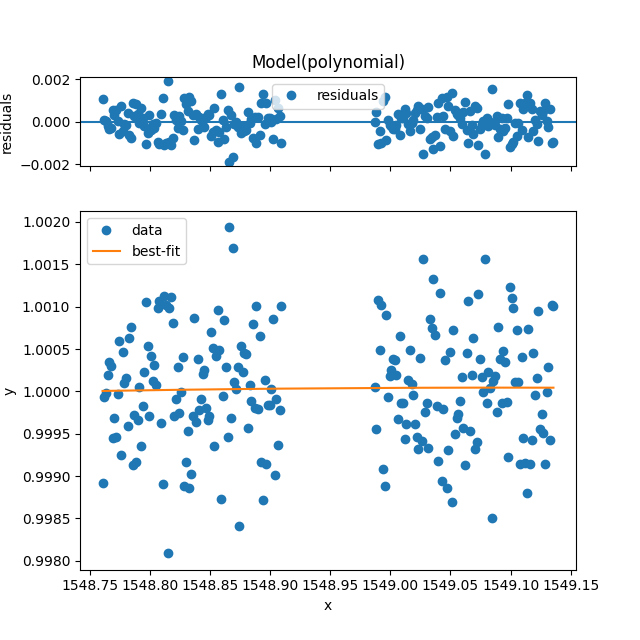 Model(polynomial)
0.002
0.000
−0.002
residuals
residuals
1.0020
1.0015
1.0010
1.0005
1.0000
0.9995
0.9990
0.9985
0.9980
y
data
best-fit
1548.75 1548.80 1548.85 1548.90 1548.95 1549.00 1549.05 1549.10 1549.15
x